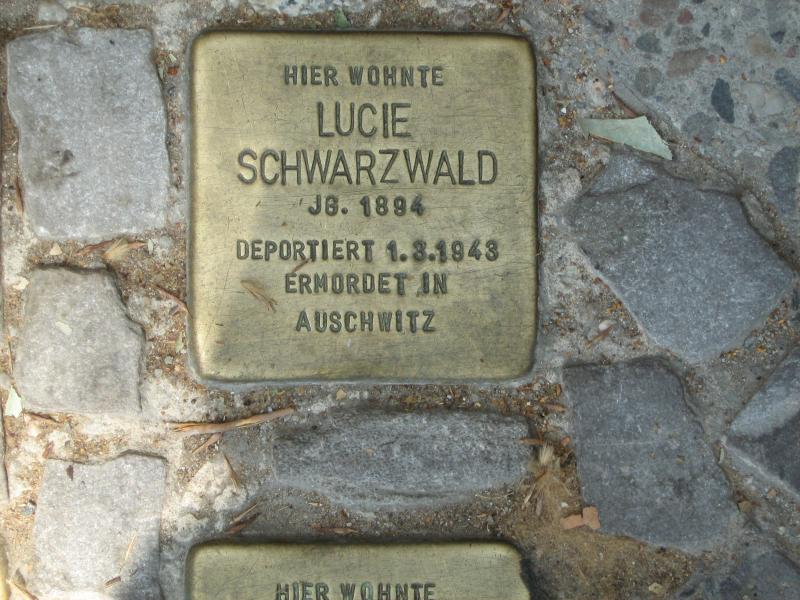 HIER WOHNTE
LUCIE
SCHWARZWALD
JG. 1894
DEPORTIERT 1.3.1943
ERMORDET IN
AUSCHWITZ
HIER WOHNTE